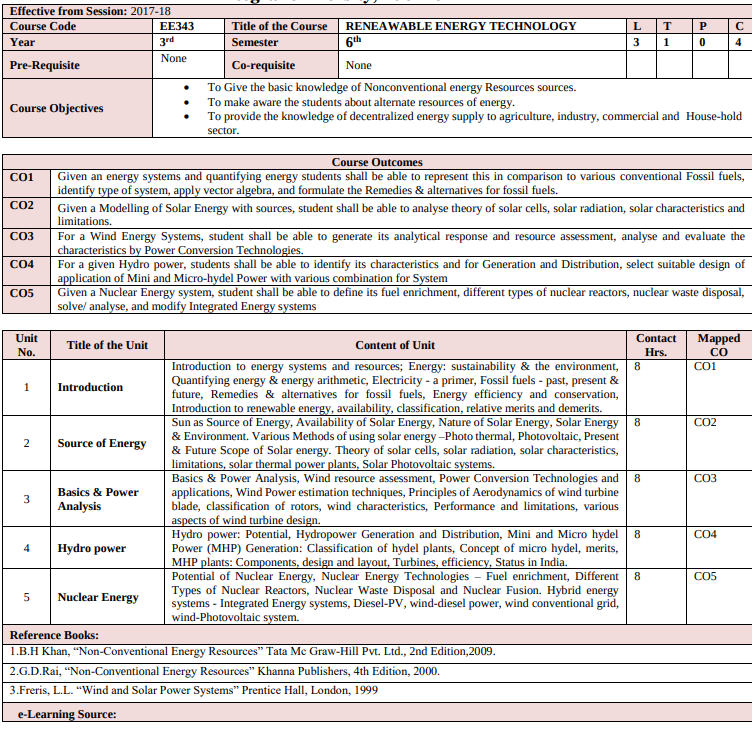 Effective from Session: 2017-18
Course Code EE343 Title of the Course RENEAWABLE ENERGY TECHNOLOGY L T P C
Year 3rd Semester 6th 3 1 0 4
Pre-Requisite None Co-requisite None
Course Objectives
• To Give the basic knowledge of Nonconventional energy Resources sources.
• To make aware the students about alternate resources of energy.
• To provide the knowledge of decentralized energy supply to agriculture, industry, commercial and House-hold
sector.
Course Outcomes
CO1 Given an energy systems and quantifying energy students shall be able to represent this in comparison to various conventional Fossil fuels,
identify type of system, apply vector algebra, and formulate the Remedies & alternatives for fossil fuels.
CO2 Given a Modelling of Solar Energy with sources, student shall be able to analyse theory of solar cells, solar radiation, solar characteristics and
limitations.
CO3 For a Wind Energy Systems, student shall be able to generate its analytical response and resource assessment, analyse and evaluate the
characteristics by Power Conversion Technologies.
CO4 For a given Hydro power, students shall be able to identify its characteristics and for Generation and Distribution, select suitable design of
application of Mini and Micro-hydel Power with various combination for System
CO5 Given a Nuclear Energy system, student shall be able to define its fuel enrichment, different types of nuclear reactors, nuclear waste disposal,
solve/ analyse, and modify Integrated Energy systems
Unit No. Title of the Unit Content of Unit Contact Hrs. Mapped CO
1 Introduction 8 CO1
Introduction to energy systems and resources; Energy: sustainability & the environment,
Quantifying energy & energy arithmetic, Electricity - a primer, Fossil fuels - past, present &
future, Remedies & alternatives for fossil fuels, Energy efficiency and conservation,
Introduction to renewable energy, availability, classification, relative merits and demerits.
2 Source of Energy 8 CO2
Sun as Source of Energy, Availability of Solar Energy, Nature of Solar Energy, Solar Energy
& Environment. Various Methods of using solar energy –Photo thermal, Photovoltaic, Present
& Future Scope of Solar energy. Theory of solar cells, solar radiation, solar characteristics,
limitations, solar thermal power plants, Solar Photovoltaic systems.
3 Basics & Power Analysis 8 CO3
Basics & Power Analysis, Wind resource assessment, Power Conversion Technologies and
applications, Wind Power estimation techniques, Principles of Aerodynamics of wind turbine
blade, classification of rotors, wind characteristics, Performance and limitations, various
aspects of wind turbine design.
4 Hydro power 8 CO4
Hydro power: Potential, Hydropower Generation and Distribution, Mini and Micro hydel
Power (MHP) Generation: Classification of hydel plants, Concept of micro hydel, merits,
MHP plants: Components, design and layout, Turbines, efficiency, Status in India.
5 Nuclear Energy 8 CO5
Potential of Nuclear Energy, Nuclear Energy Technologies – Fuel enrichment, Different
Types of Nuclear Reactors, Nuclear Waste Disposal and Nuclear Fusion. Hybrid energy
systems - Integrated Energy systems, Diesel-PV, wind-diesel power, wind conventional grid,
wind-Photovoltaic system.
Reference Books:
1.B.H Khan, “Non-Conventional Energy Resources” Tata Mc Graw-Hill Pvt. Ltd., 2nd Edition,2009.
2.G.D.Rai, “Non-Conventional Energy Resources” Khanna Publishers, 4th Edition, 2000.
3.Freris, L.L. “Wind and Solar Power Systems” Prentice Hall, London, 1999
e-Learning Source: